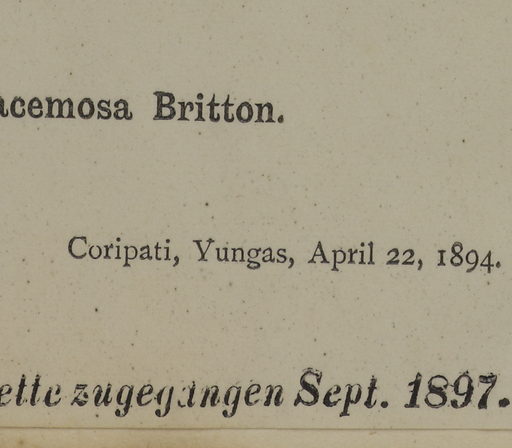 acemosa Britton.
Coripati, Yungas, April 22, 1894.
ette zugegangen Sept. 1897.